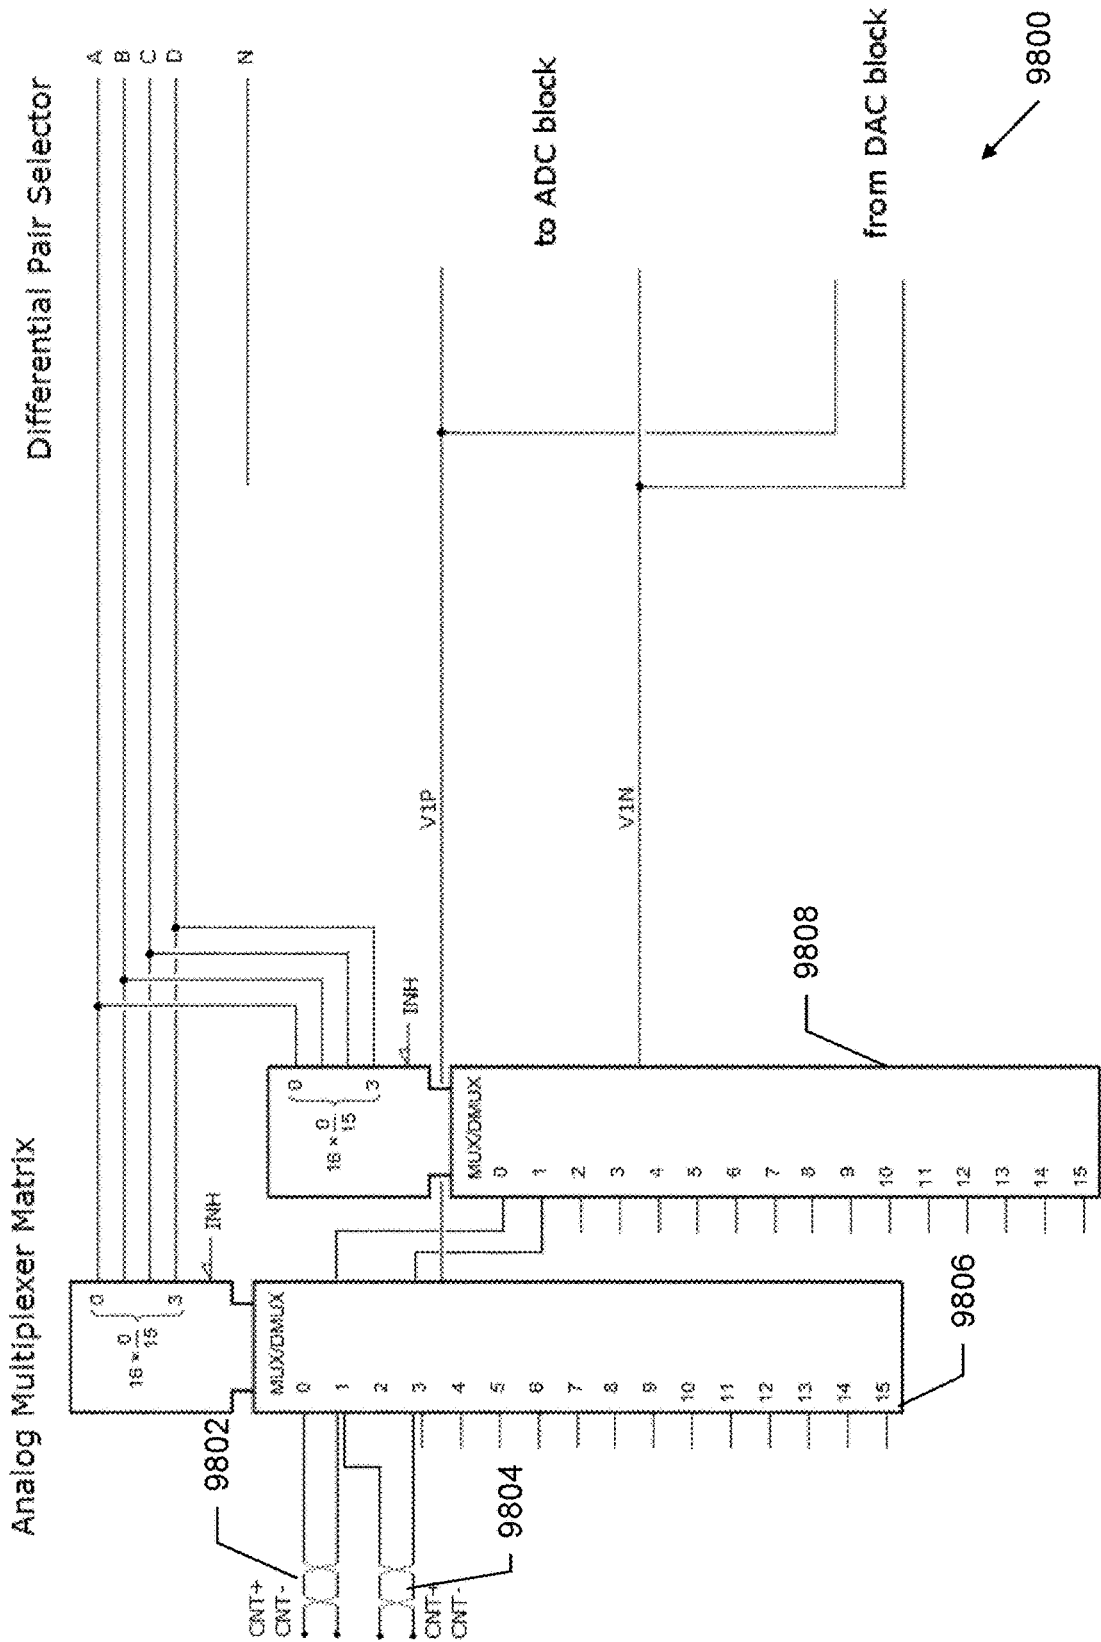 Analog Multiplexer Matrix
Differential Pair Selector
A
B
C
D
N
0
16 × 0/15
3
INH
MUX/DMUX
0
1
2
3
4
5
6
7
8
9
10
11
12
13
14
15
0
16 × 0/15
3
INH
MUX/DMUX
0
1
2
3
4
5
6
7
8
9
10
11
12
13
14
15
V1P
V1N
to ADC block
from DAC block
CNT+
CNT-
CNT+
CNT-
9802
9804
9806
9808
9800